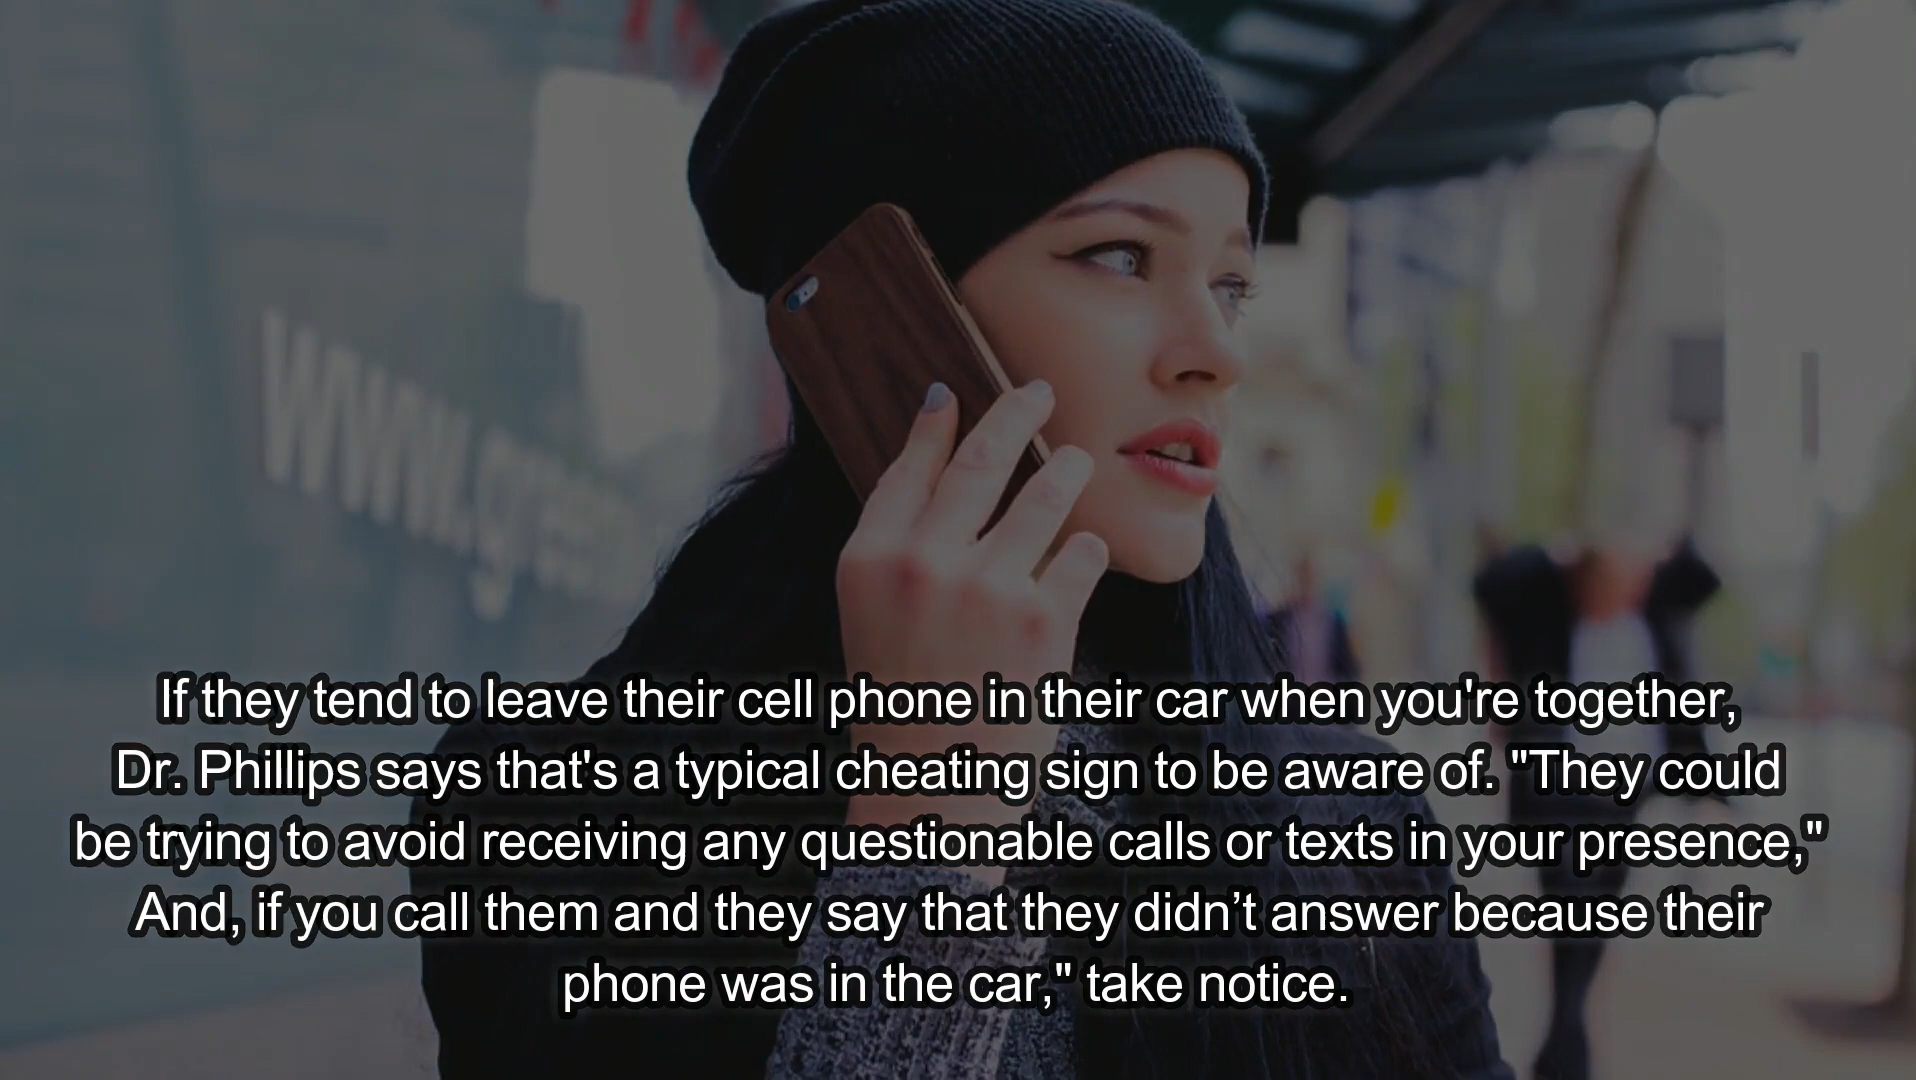 www.gree
If they tend to leave their cell phone in their car when you're together,
Dr. Phillips says that's a typical cheating sign to be aware of. "They could
be trying to avoid receiving any questionable calls or texts in your presence,"
And, if you call them and they say that they didn’t answer because their
phone was in the car," take notice.